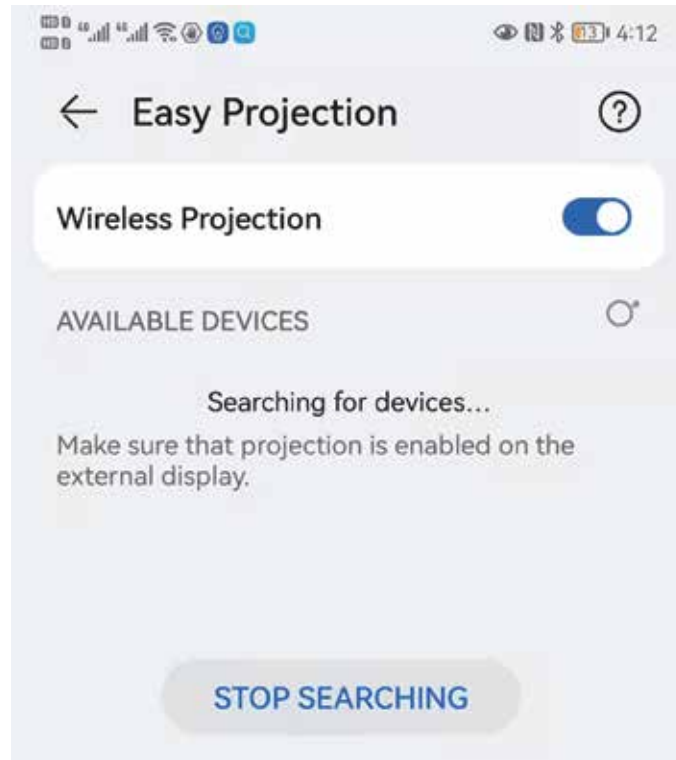 4:12
Easy Projection
Wireless Projection
AVAILABLE DEVICES
Searching for devices...
Make sure that projection is enabled on the
external display.
STOP SEARCHING